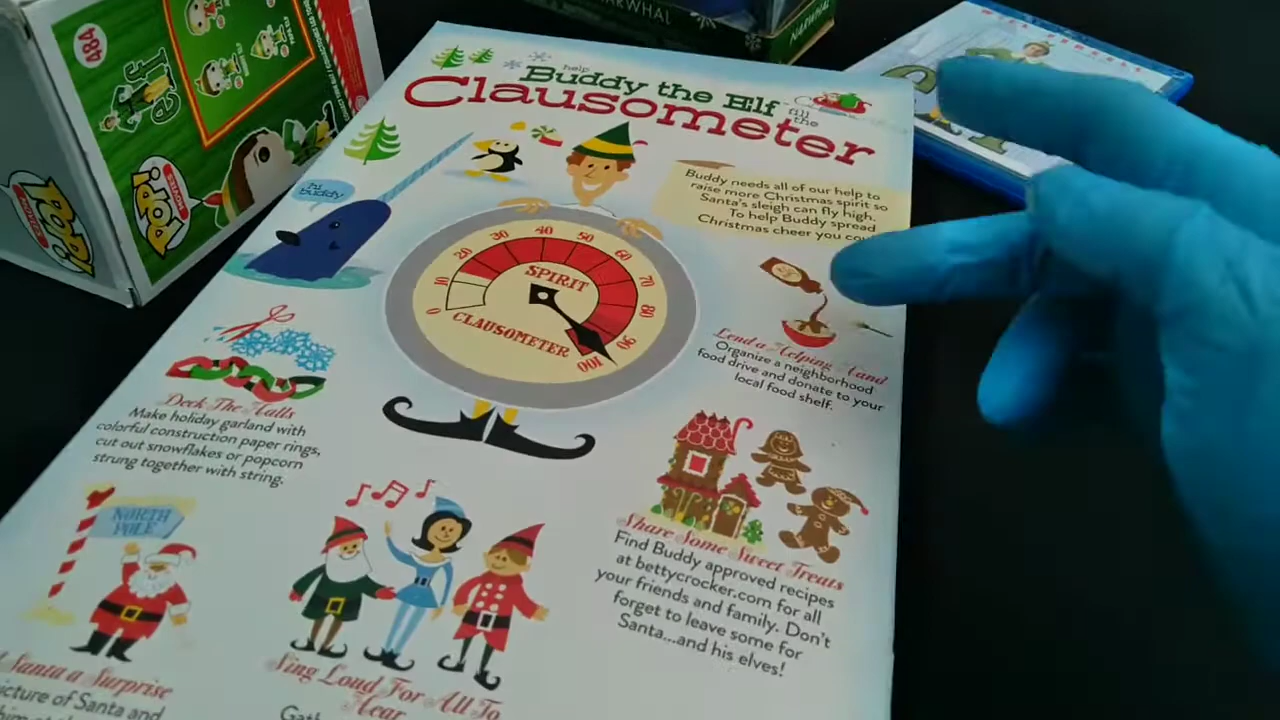 NARWHAL
NARWHAL
484
elf
POP!
POP!
help
Buddy the Elf
fill
the
Clausometer
hi
buddy!
Buddy needs all of our help to
raise more Christmas spirit so
Santa's sleigh can fly high.
To help Buddy spread
Christmas cheer you
0
10
20
30
40
50
60
70
80
90
100
SPIRIT
CLAUSOMETER
Lend a Helping Hand
Organize a neighborhood
food drive and donate to your
local food shelf.
Deck The Halls
Make holiday garland with
colorful construction paper rings,
cut out snowflakes or popcorn
strung together with string.
NORTH
POLE
Share Some Sweet Treats
Find Buddy approved recipes
at bettycrocker.com for all
your friends and family. Don't
forget to leave some for
Santa...and his elves!
Santa a Surprise
picture of Santa and
Sing Loud For All To
Hear